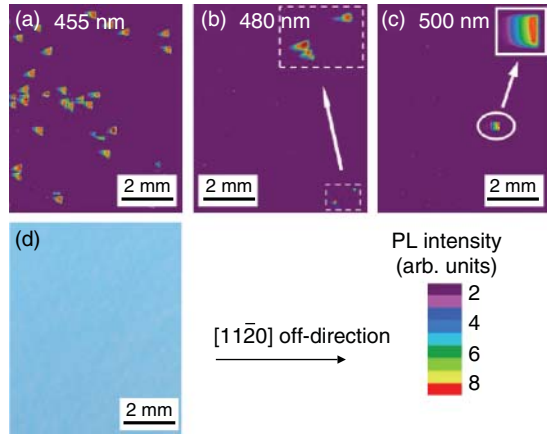 (a) 455 nm
(b) 480 nm
(c) 500 nm
2 mm
2 mm
2 mm
(d)
2 mm
[112̄0] off-direction
PL intensity
(arb. units)
2
4
6
8